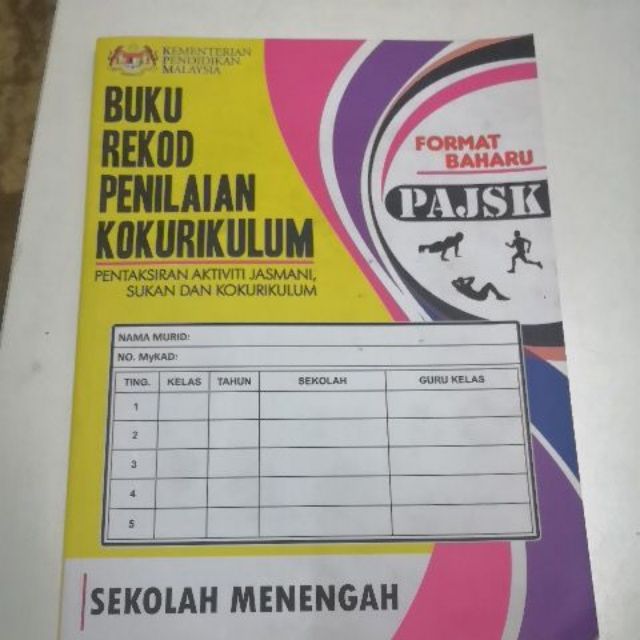 KEMENTERIAN
PENDIDIKAN
MALAYSIA
BUKU
REKOD
PENILAIAN
KOKURIKULUM
PENTAKSIRAN AKTIVITI JASMANI,
SUKAN DAN KOKURIKULUM
FORMAT
BAHARU
PAJSK
NAMA MURID:
NO. MyKAD:
TING. KELAS TAHUN SEKOLAH GURU KELAS
1
2
3
4
5
SEKOLAH MENENGAH